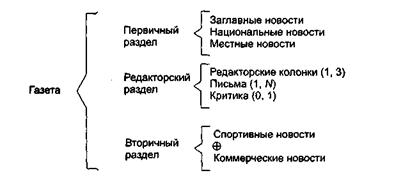 Газета
Первичный
раздел
Заглавные новости
Национальные новости
Местные новости
Редакторский
раздел
Редакторские колонки (1, 3)
Письма (1, N)
Критика (0, 1)
Вторичный
раздел
Спортивные новости
⊕
Коммерческие новости